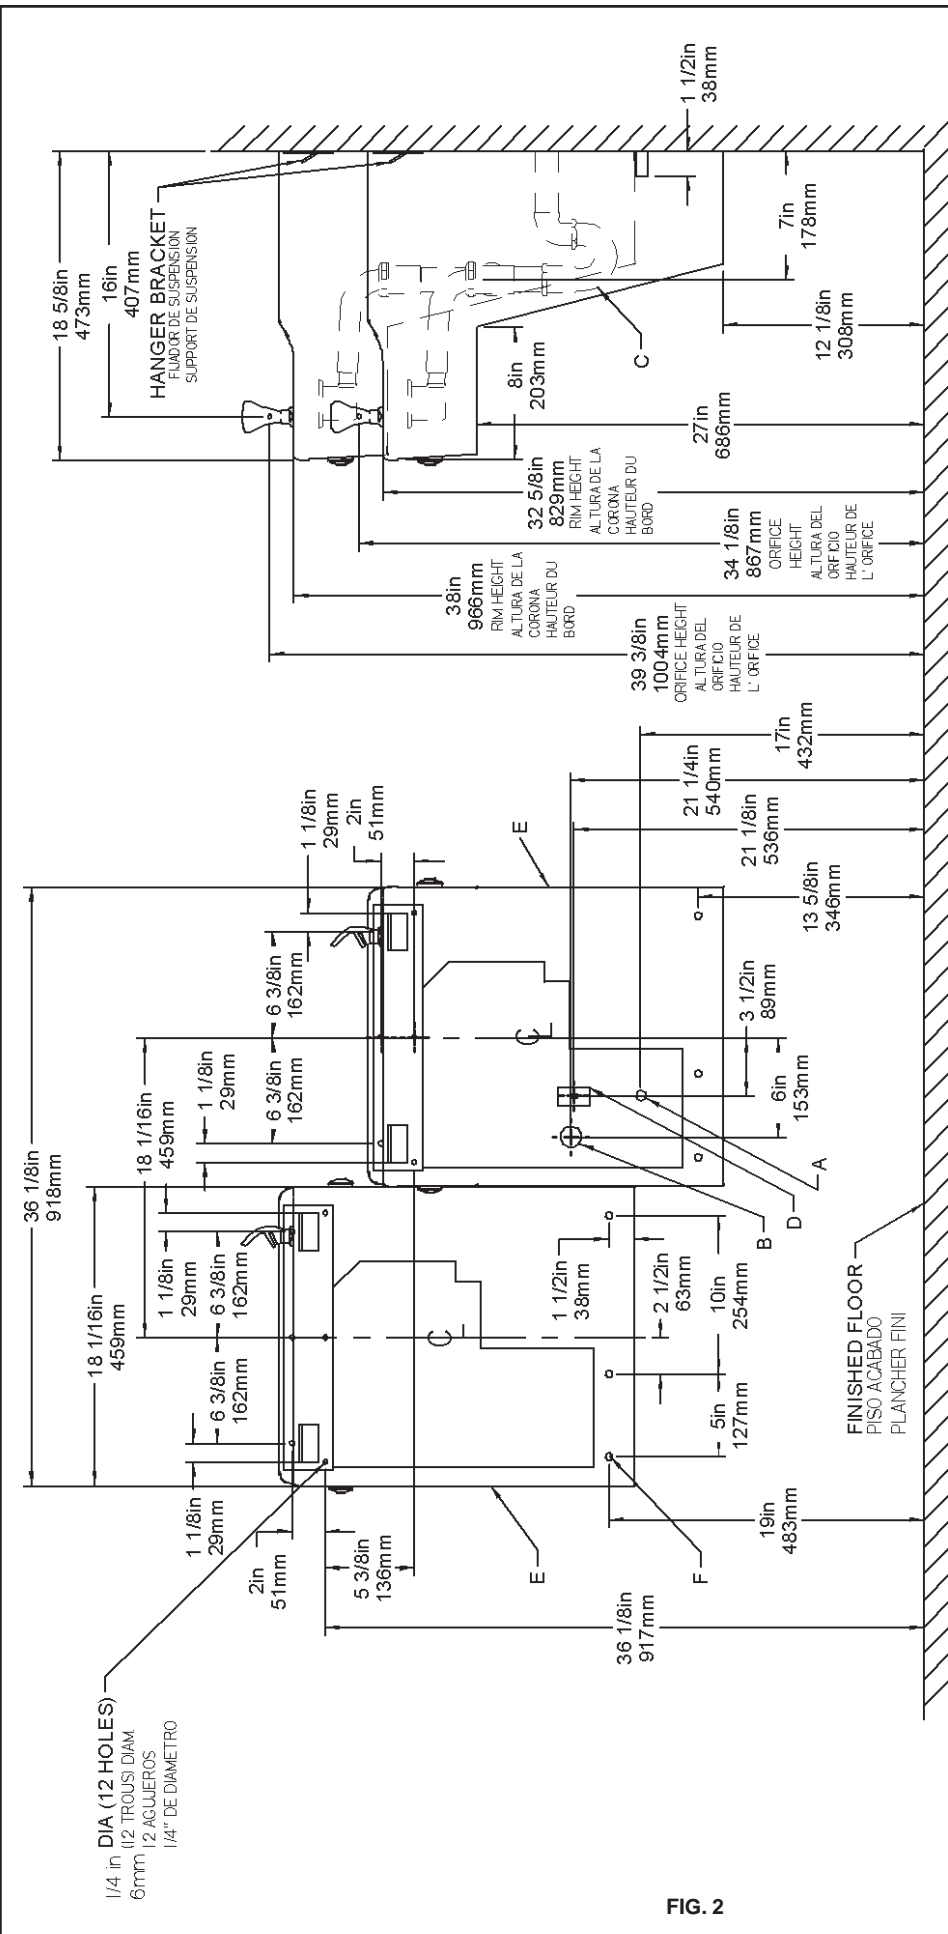 18 5/8in
473mm
16in
407mm
HANGER BRACKET
FIJADOR DE SUSPENSION
SUPPORT DE SUSPENSION
1 1/2in
38mm
7in
178mm
8in
203mm
C
12 1/8in
308mm
27in
686mm
32 5/8in
829mm
RIM HEIGHT
ALTURA DE LA
CORONA
HAUTEUR DU
BORD
34 1/8in
867mm
ORIFICE
HEIGHT
ALTURA DEL
ORIFICIO
HAUTEUR DE
L' ORIFICE
38in
966mm
RIM HEIGHT
ALTURA DE LA
CORONA
HAUTEUR DU
BORD
39 3/8in
1004mm
ORIFICE HEIGHT
ALTURA DEL
ORIFICIO
HAUTEUR DE
L' ORIFICE
36 1/8in
918mm
18 1/16in
459mm
18 1/16in
459mm
1 1/8in
29mm
2in
51mm
6 3/8in
162mm
6 3/8in
162mm
1 1/8in
29mm
1 1/8in
29mm
6 3/8in
162mm
6 3/8in
162mm
1 1/8in
29mm
2in
51mm
5 3/8in
136mm
CL
CL
E
E
17in
432mm
21 1/4in
540mm
21 1/8in
536mm
13 5/8in
346mm
3 1/2in
89mm
6in
153mm
A
D
B
1 1/2in
38mm
2 1/2in
63mm
10in
254mm
5in
127mm
19in
483mm
F
36 1/8in
917mm
FINISHED FLOOR
PISO ACABADO
PLANCHER FINI
1/4 in DIA (12 HOLES)
(12 TROUS) DIAM.
6mm 12 AGUJEROS
1/4" DE DIAMETRO
FIG. 2